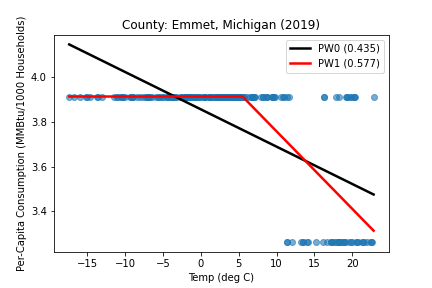 County: Emmet, Michigan (2019)
PW0 (0.435)
PW1 (0.577)
Per-Capita Consumption (MMBtu/1000 Households)
4.0
3.8
3.6
3.4
−15 −10 −5 0 5 10 15 20
Temp (deg C)